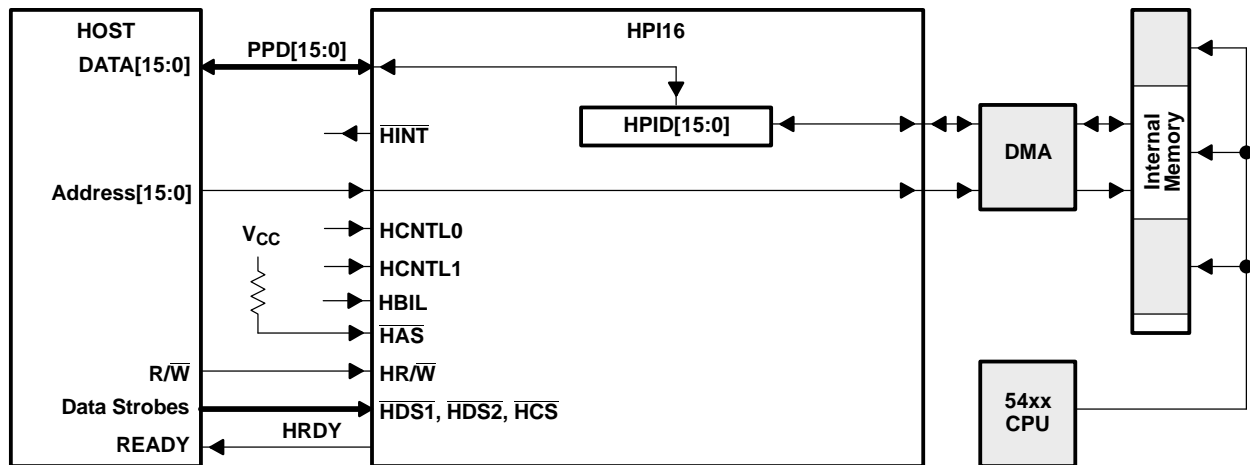 HOST
HPI16
PPD[15:0]
DATA[15:0]
HPID[15:0]
HINT
DMA
Internal
Memory
Address[15:0]
VCC
HCNTL0
HCNTL1
HBIL
HAS
R/W
HR/W
Data Strobes
HDS1, HDS2, HCS
READY
HRDY
54xx
CPU